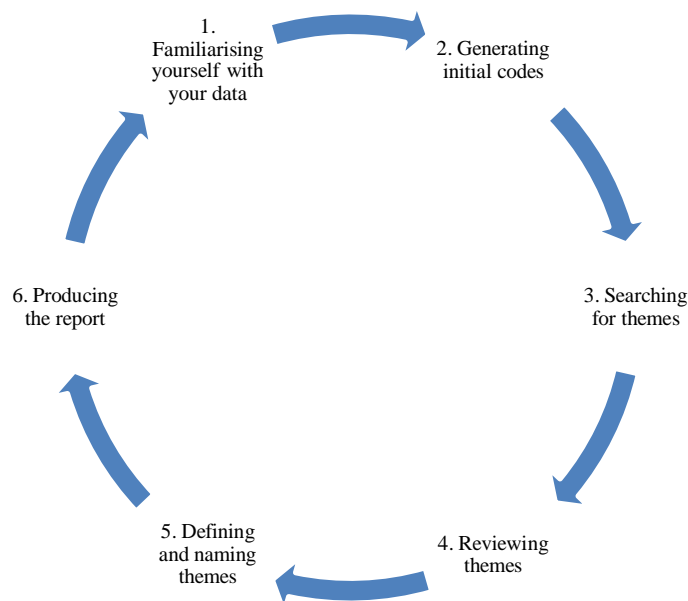 1.
Familiarising
yourself with
your data
2. Generating
initial codes
3. Searching
for themes
4. Reviewing
themes
5. Defining
and naming
themes
6. Producing
the report